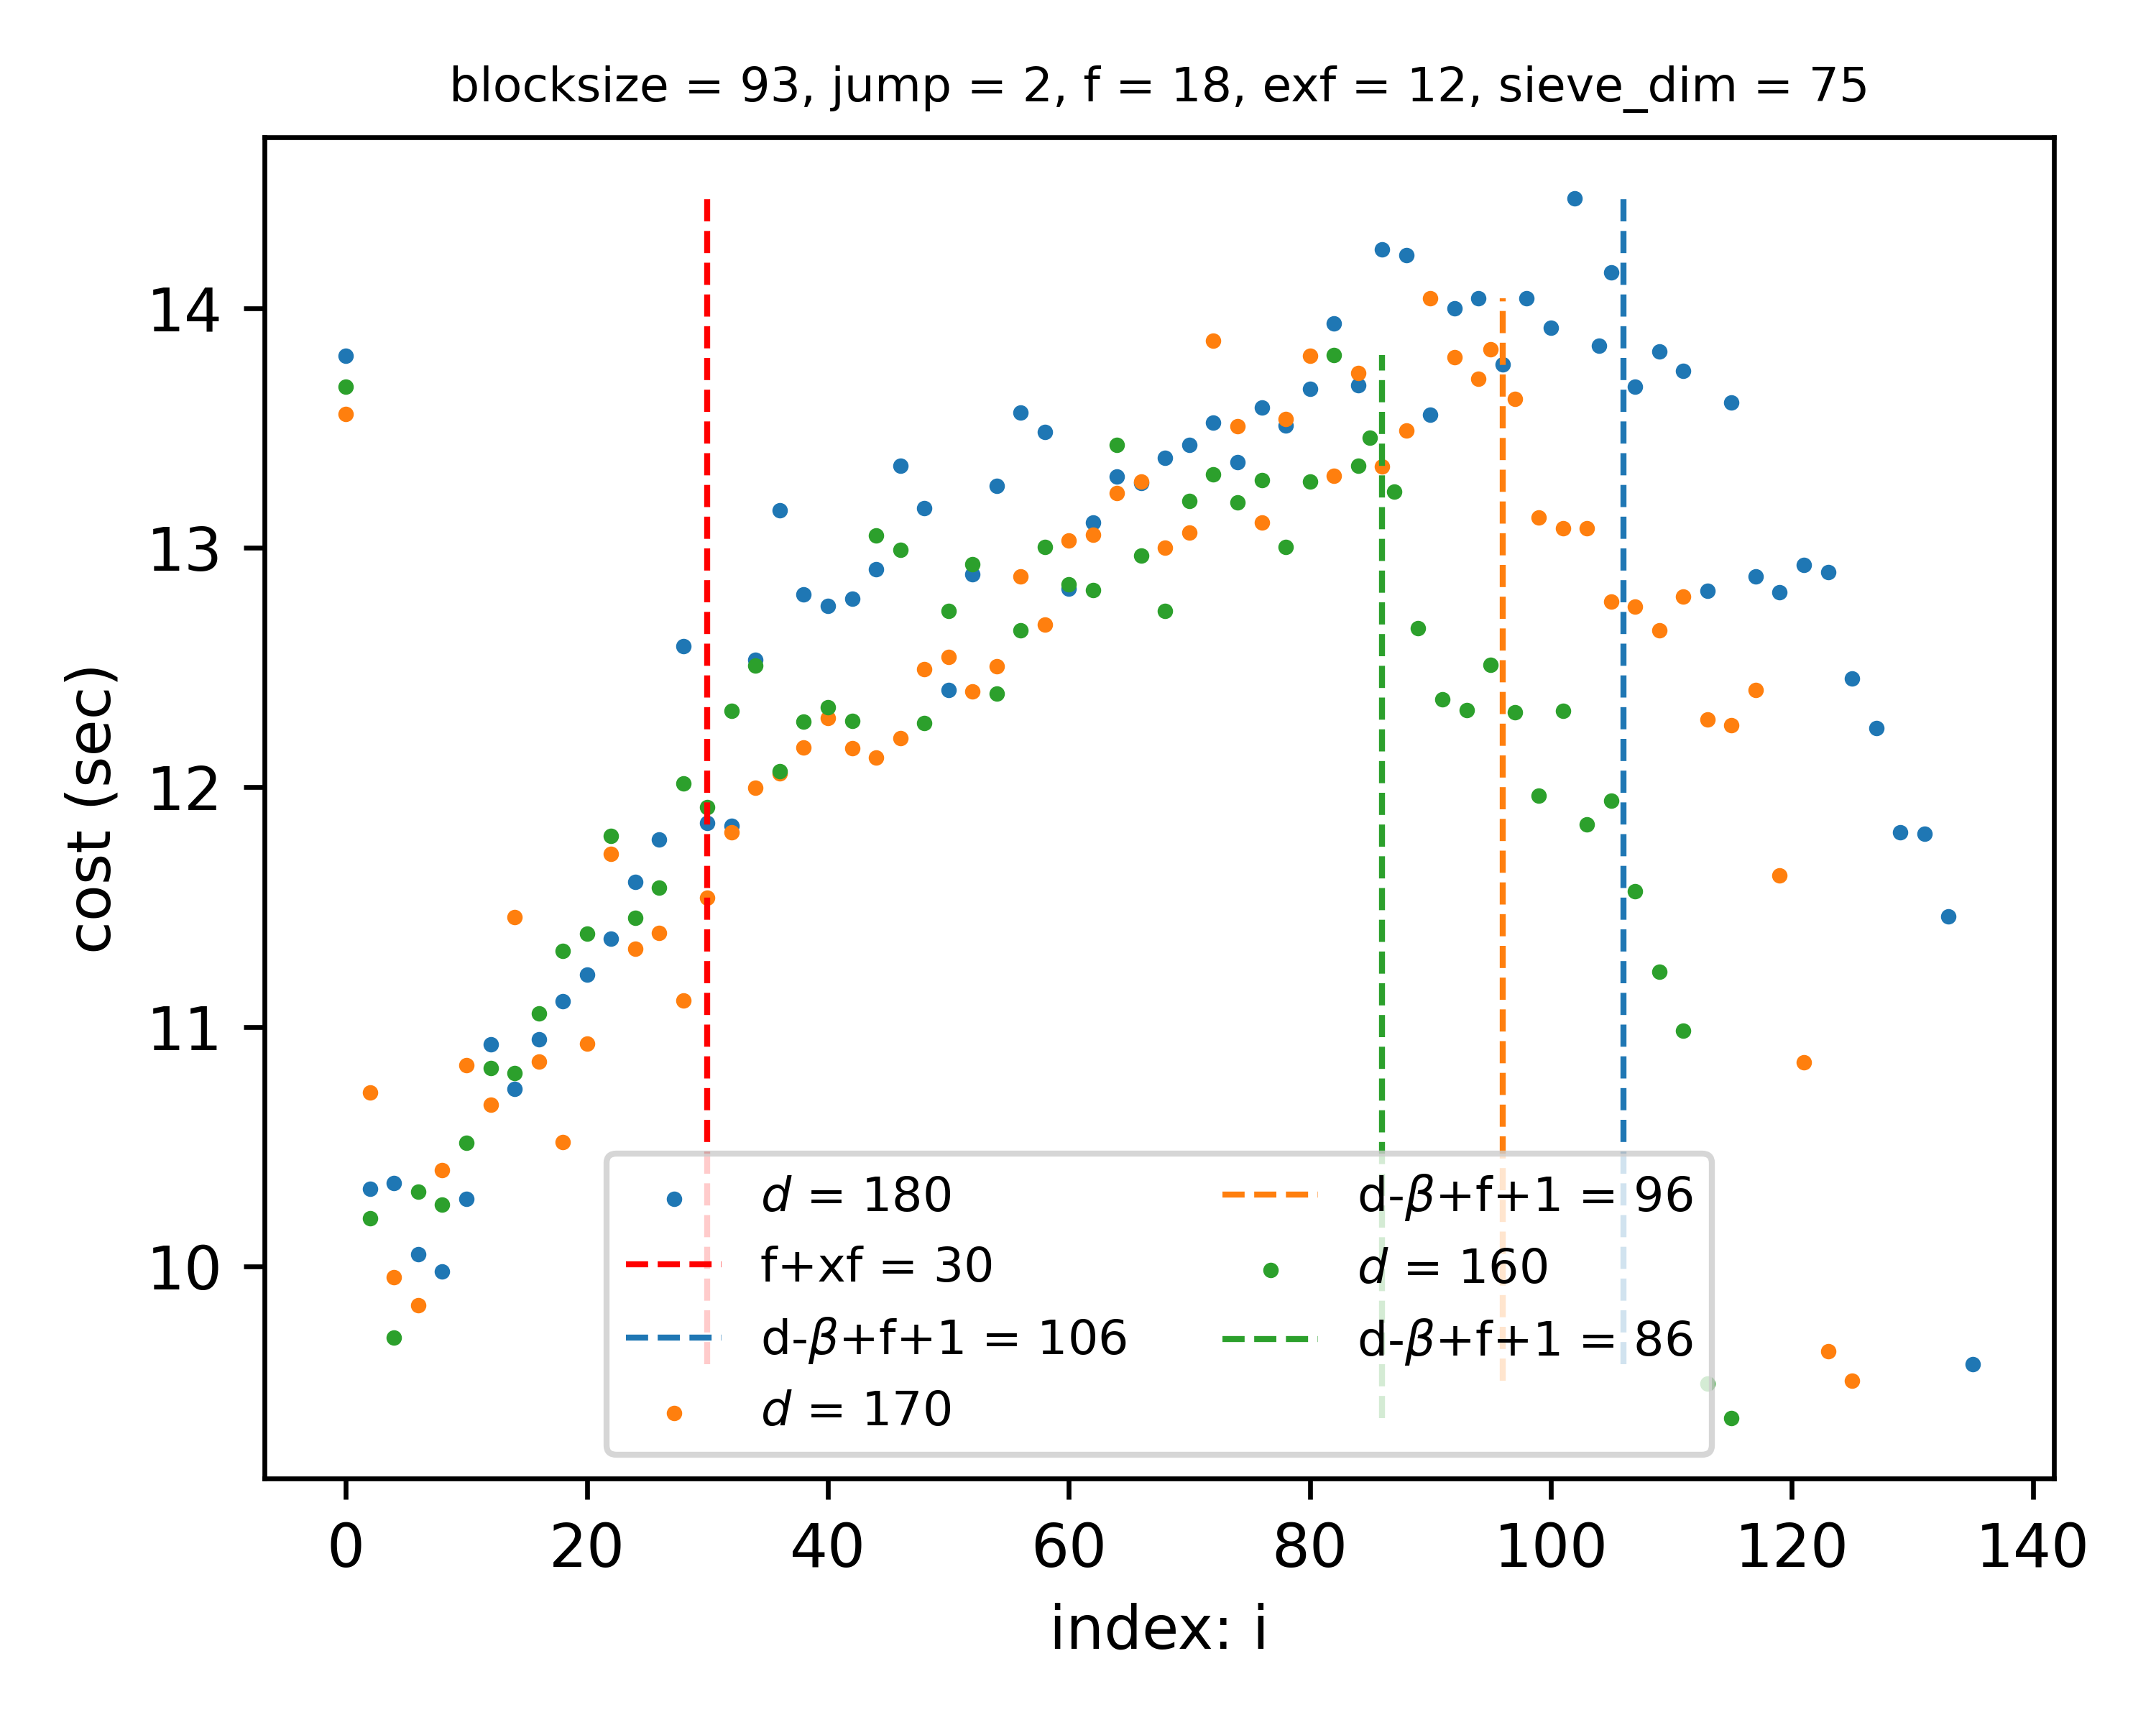 blocksize = 93, jump = 2, f = 18, exf = 12, sieve_dim = 75
cost (sec)
14
13
12
11
10
d = 180
f+xf = 30
d-β+f+1 = 106
d = 170
d-β+f+1 = 96
d = 160
d-β+f+1 = 86
0 20 40 60 80 100 120 140
index: i